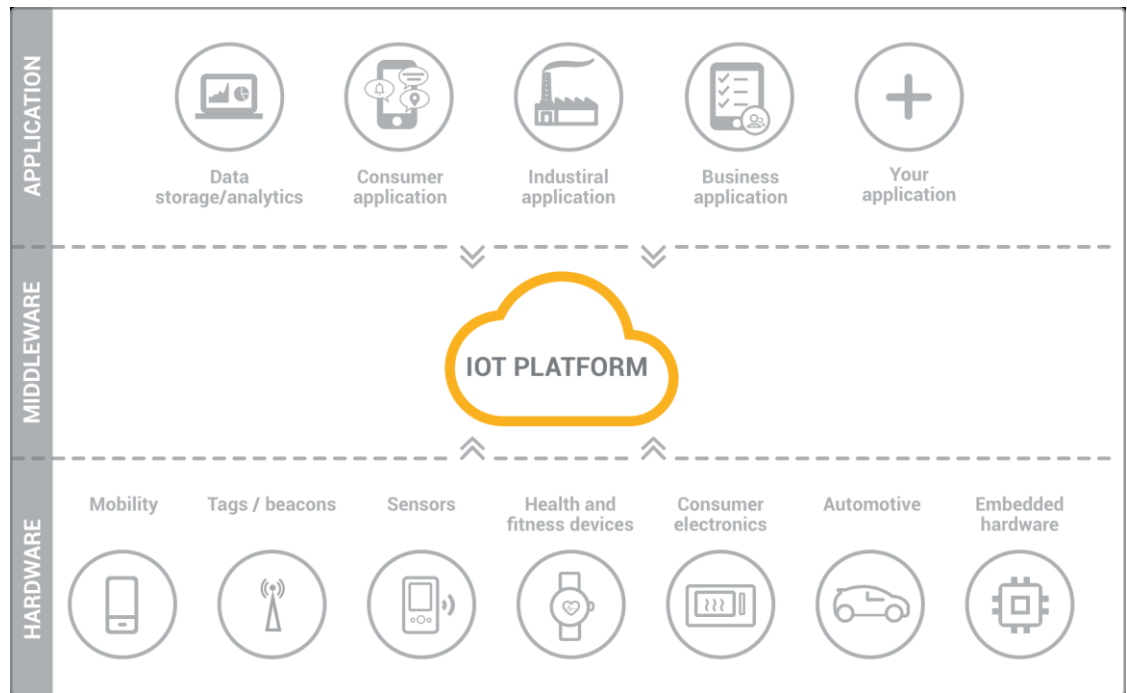 APPLICATION
Data
storage/analytics
Consumer
application
Industiral
application
Business
application
Your
application
MIDDLEWARE
IOT PLATFORM
HARDWARE
Mobility
Tags / beacons
Sensors
Health and
fitness devices
Consumer
electronics
Automotive
Embedded
hardware